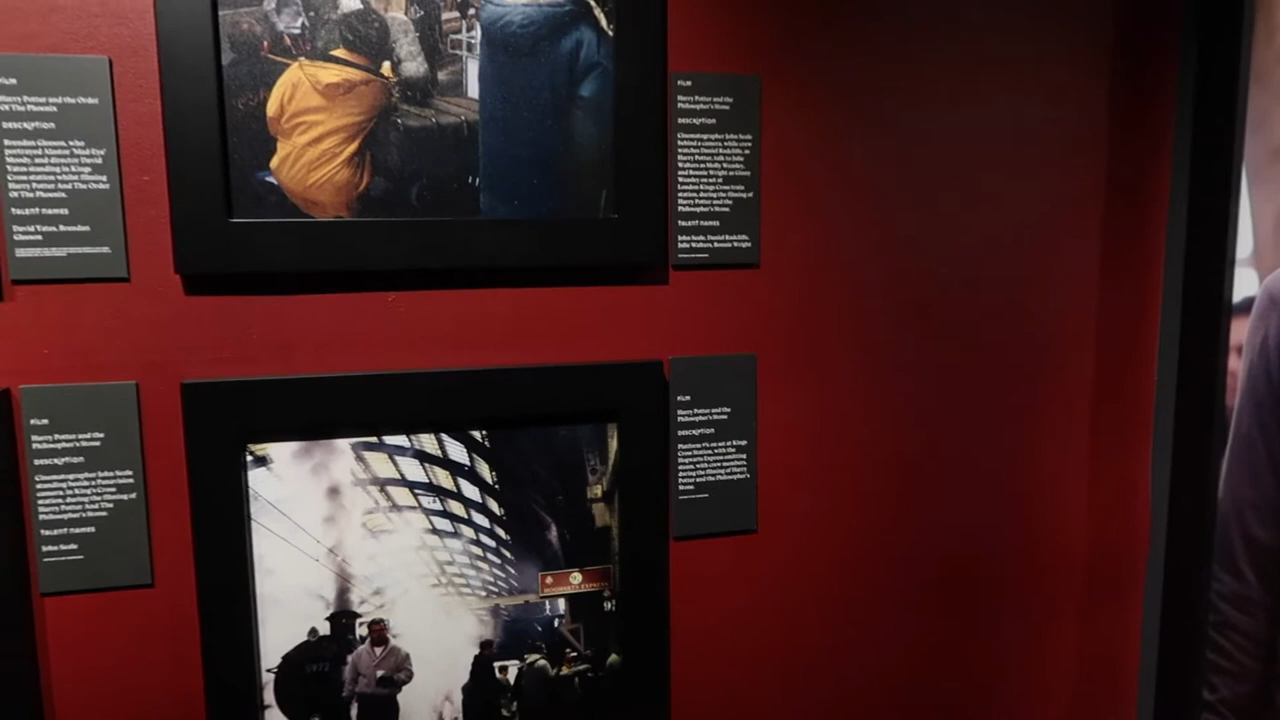 FILM
Harry Potter and the Order
Of The Phoenix
DESCRIPTION
Brendan Gleeson, who
portrayed Alastor 'Mad-Eye'
Moody, and director David
Yates standing in Kings
Cross station whilst filming
Harry Potter And The Order
Of The Phoenix.
TALENT NAMES
David Yates, Brendan
Gleeson
FILM
Harry Potter and the
Philosopher's Stone
DESCRIPTION
Cinematographer John Seale
behind a camera, while crew
watches Daniel Radcliffe, as
Harry Potter, talk to Julie
Walters as Molly Weasley,
and Bonnie Wright as Ginny
Weasley on set at
London Kings Cross train
station, during the filming of
Harry Potter and the
Philosopher's Stone.
TALENT NAMES
John Seale, Daniel Radcliffe,
Julie Walters, Bonnie Wright
FILM
Harry Potter and the
Philosopher's Stone
DESCRIPTION
Cinematographer John Seale
standing beside a Panavision
camera, in King's Cross
station, during the filming of
Harry Potter And The
Philosopher's Stone.
TALENT NAMES
John Seale
FILM
Harry Potter and the
Philosopher's Stone
DESCRIPTION
Platform 9¾ on set at Kings
Cross Station, with the
Hogwarts Express emitting
steam, with crew members,
during the filming of Harry
Potter and the Philosopher's
Stone.
HOGWARTS EXPRESS